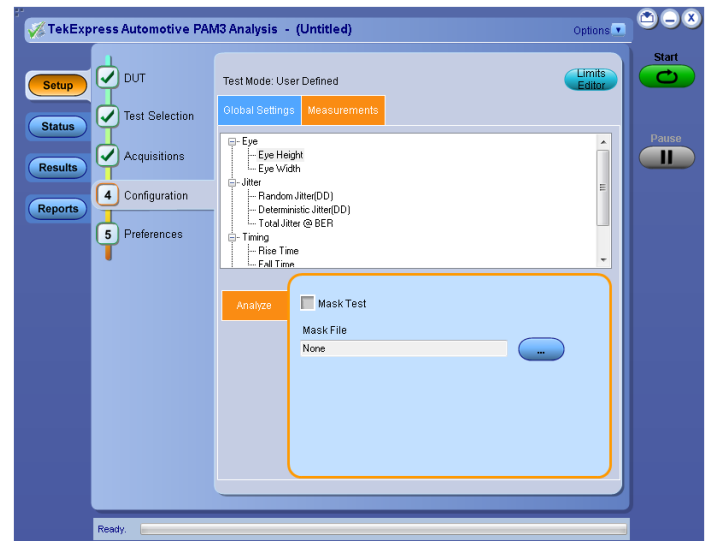 TekExpress Automotive PAM3 Analysis - (Untitled)
Options
Start
Setup
DUT
Test Mode: User Defined
Limits
Editor
Status
Test Selection
Global Settings
Measurements
Pause
Results
Acquisitions
Eye
Eye Height
Eye Width
Reports
4
Configuration
Jitter
Random Jitter(DD)
Deterministic Jitter(DD)
Total Jitter @ BER
5
Preferences
Timing
Rise Time
Fall Time
Analyze
Mask Test
Mask File
None
...
Ready.